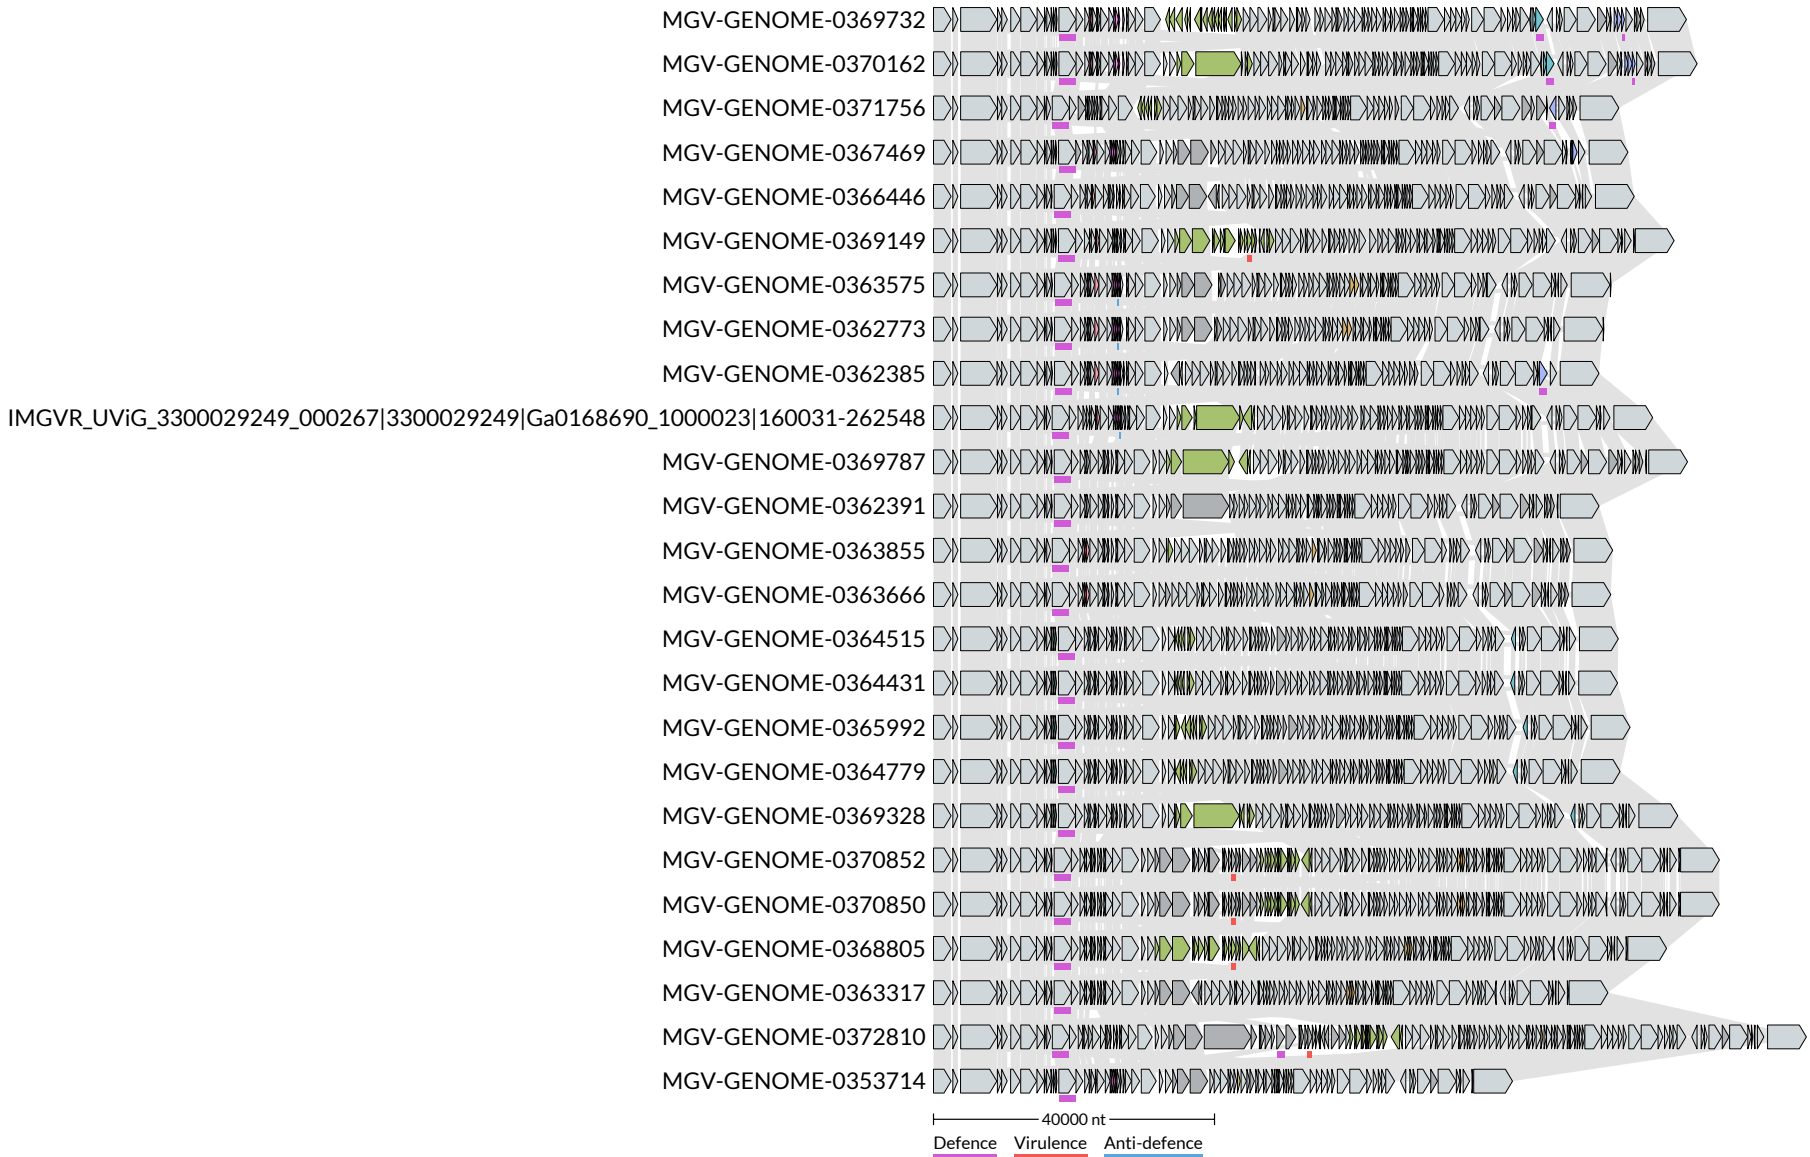 MGV-GENOME-0369732
MGV-GENOME-0370162
MGV-GENOME-0371756
MGV-GENOME-0367469
MGV-GENOME-0366446
MGV-GENOME-0369149
MGV-GENOME-0363575
MGV-GENOME-0362773
MGV-GENOME-0362385
IMGVR_UViG_3300029249_000267|3300029249|Ga0168690_1000023|160031-262548
MGV-GENOME-0369787
MGV-GENOME-0362391
MGV-GENOME-0363855
MGV-GENOME-0363666
MGV-GENOME-0364515
MGV-GENOME-0364431
MGV-GENOME-0365992
MGV-GENOME-0364779
MGV-GENOME-0369328
MGV-GENOME-0370852
MGV-GENOME-0370850
MGV-GENOME-0368805
MGV-GENOME-0363317
MGV-GENOME-0372810
MGV-GENOME-0353714
40000 nt
Defence Virulence Anti-defence